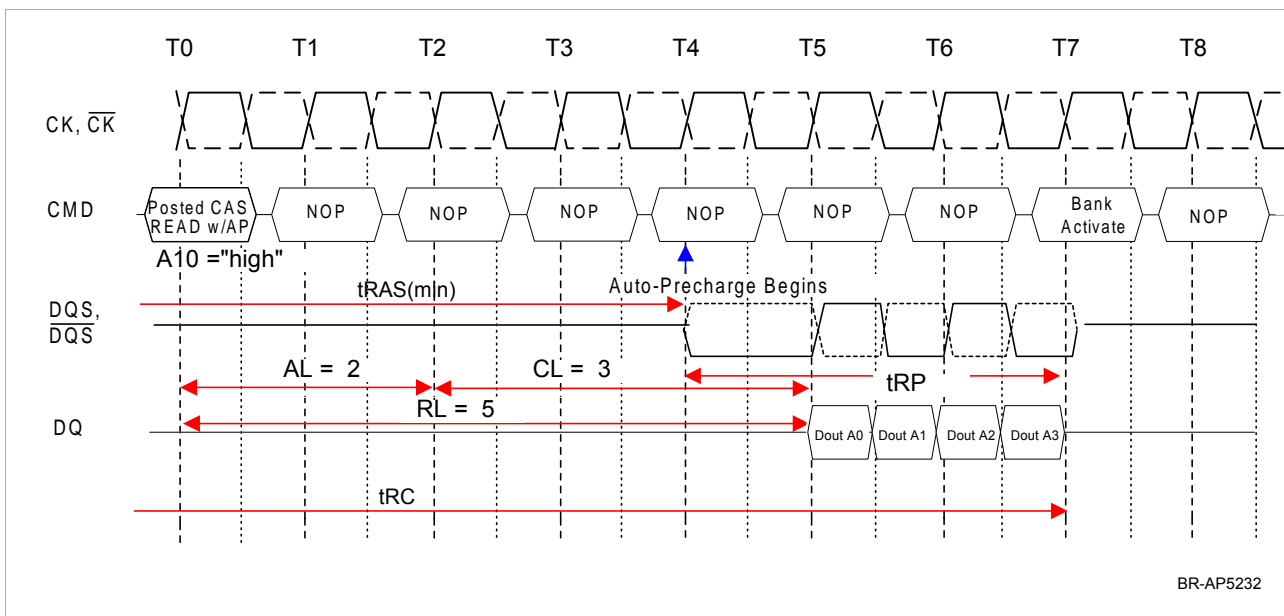 T0 T1 T2 T3 T4 T5 T6 T7 T8
CK, CK
CMD
Posted CAS READ w/AP
NOP
NOP
NOP
NOP
NOP
NOP
Bank Activate
NOP
A10 ="high"
tRAS(mIn)
Auto-Precharge Begins
DQS,
DQS
AL = 2
CL = 3
tRP
RL = 5
DQ
Dout A0
Dout A1
Dout A2
Dout A3
tRC
BR-AP5232